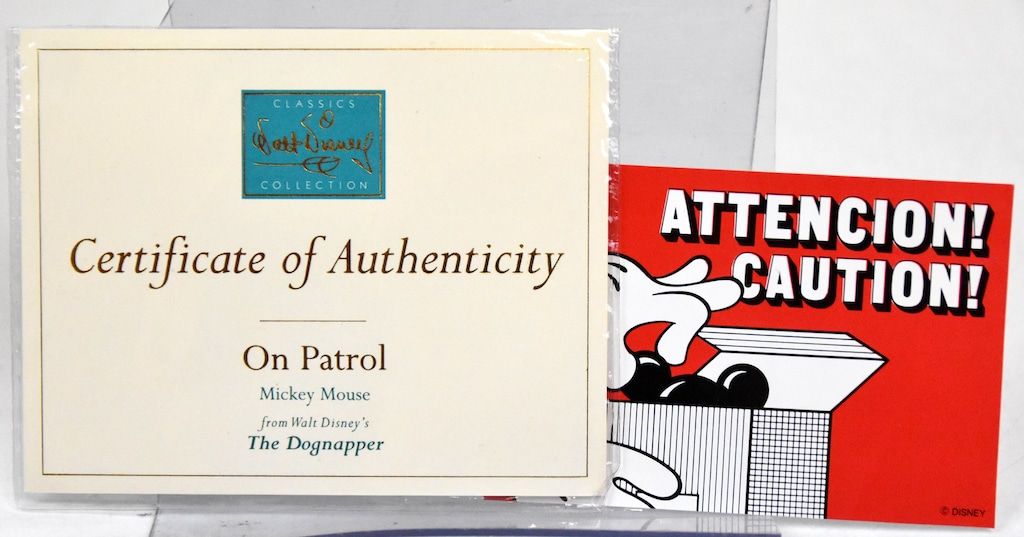 CLASSICS
Walt Disney
COLLECTION
Certificate of Authenticity
On Patrol
Mickey Mouse
from Walt Disney's
The Dognapper
ATTENCION!
CAUTION!
© DISNEY